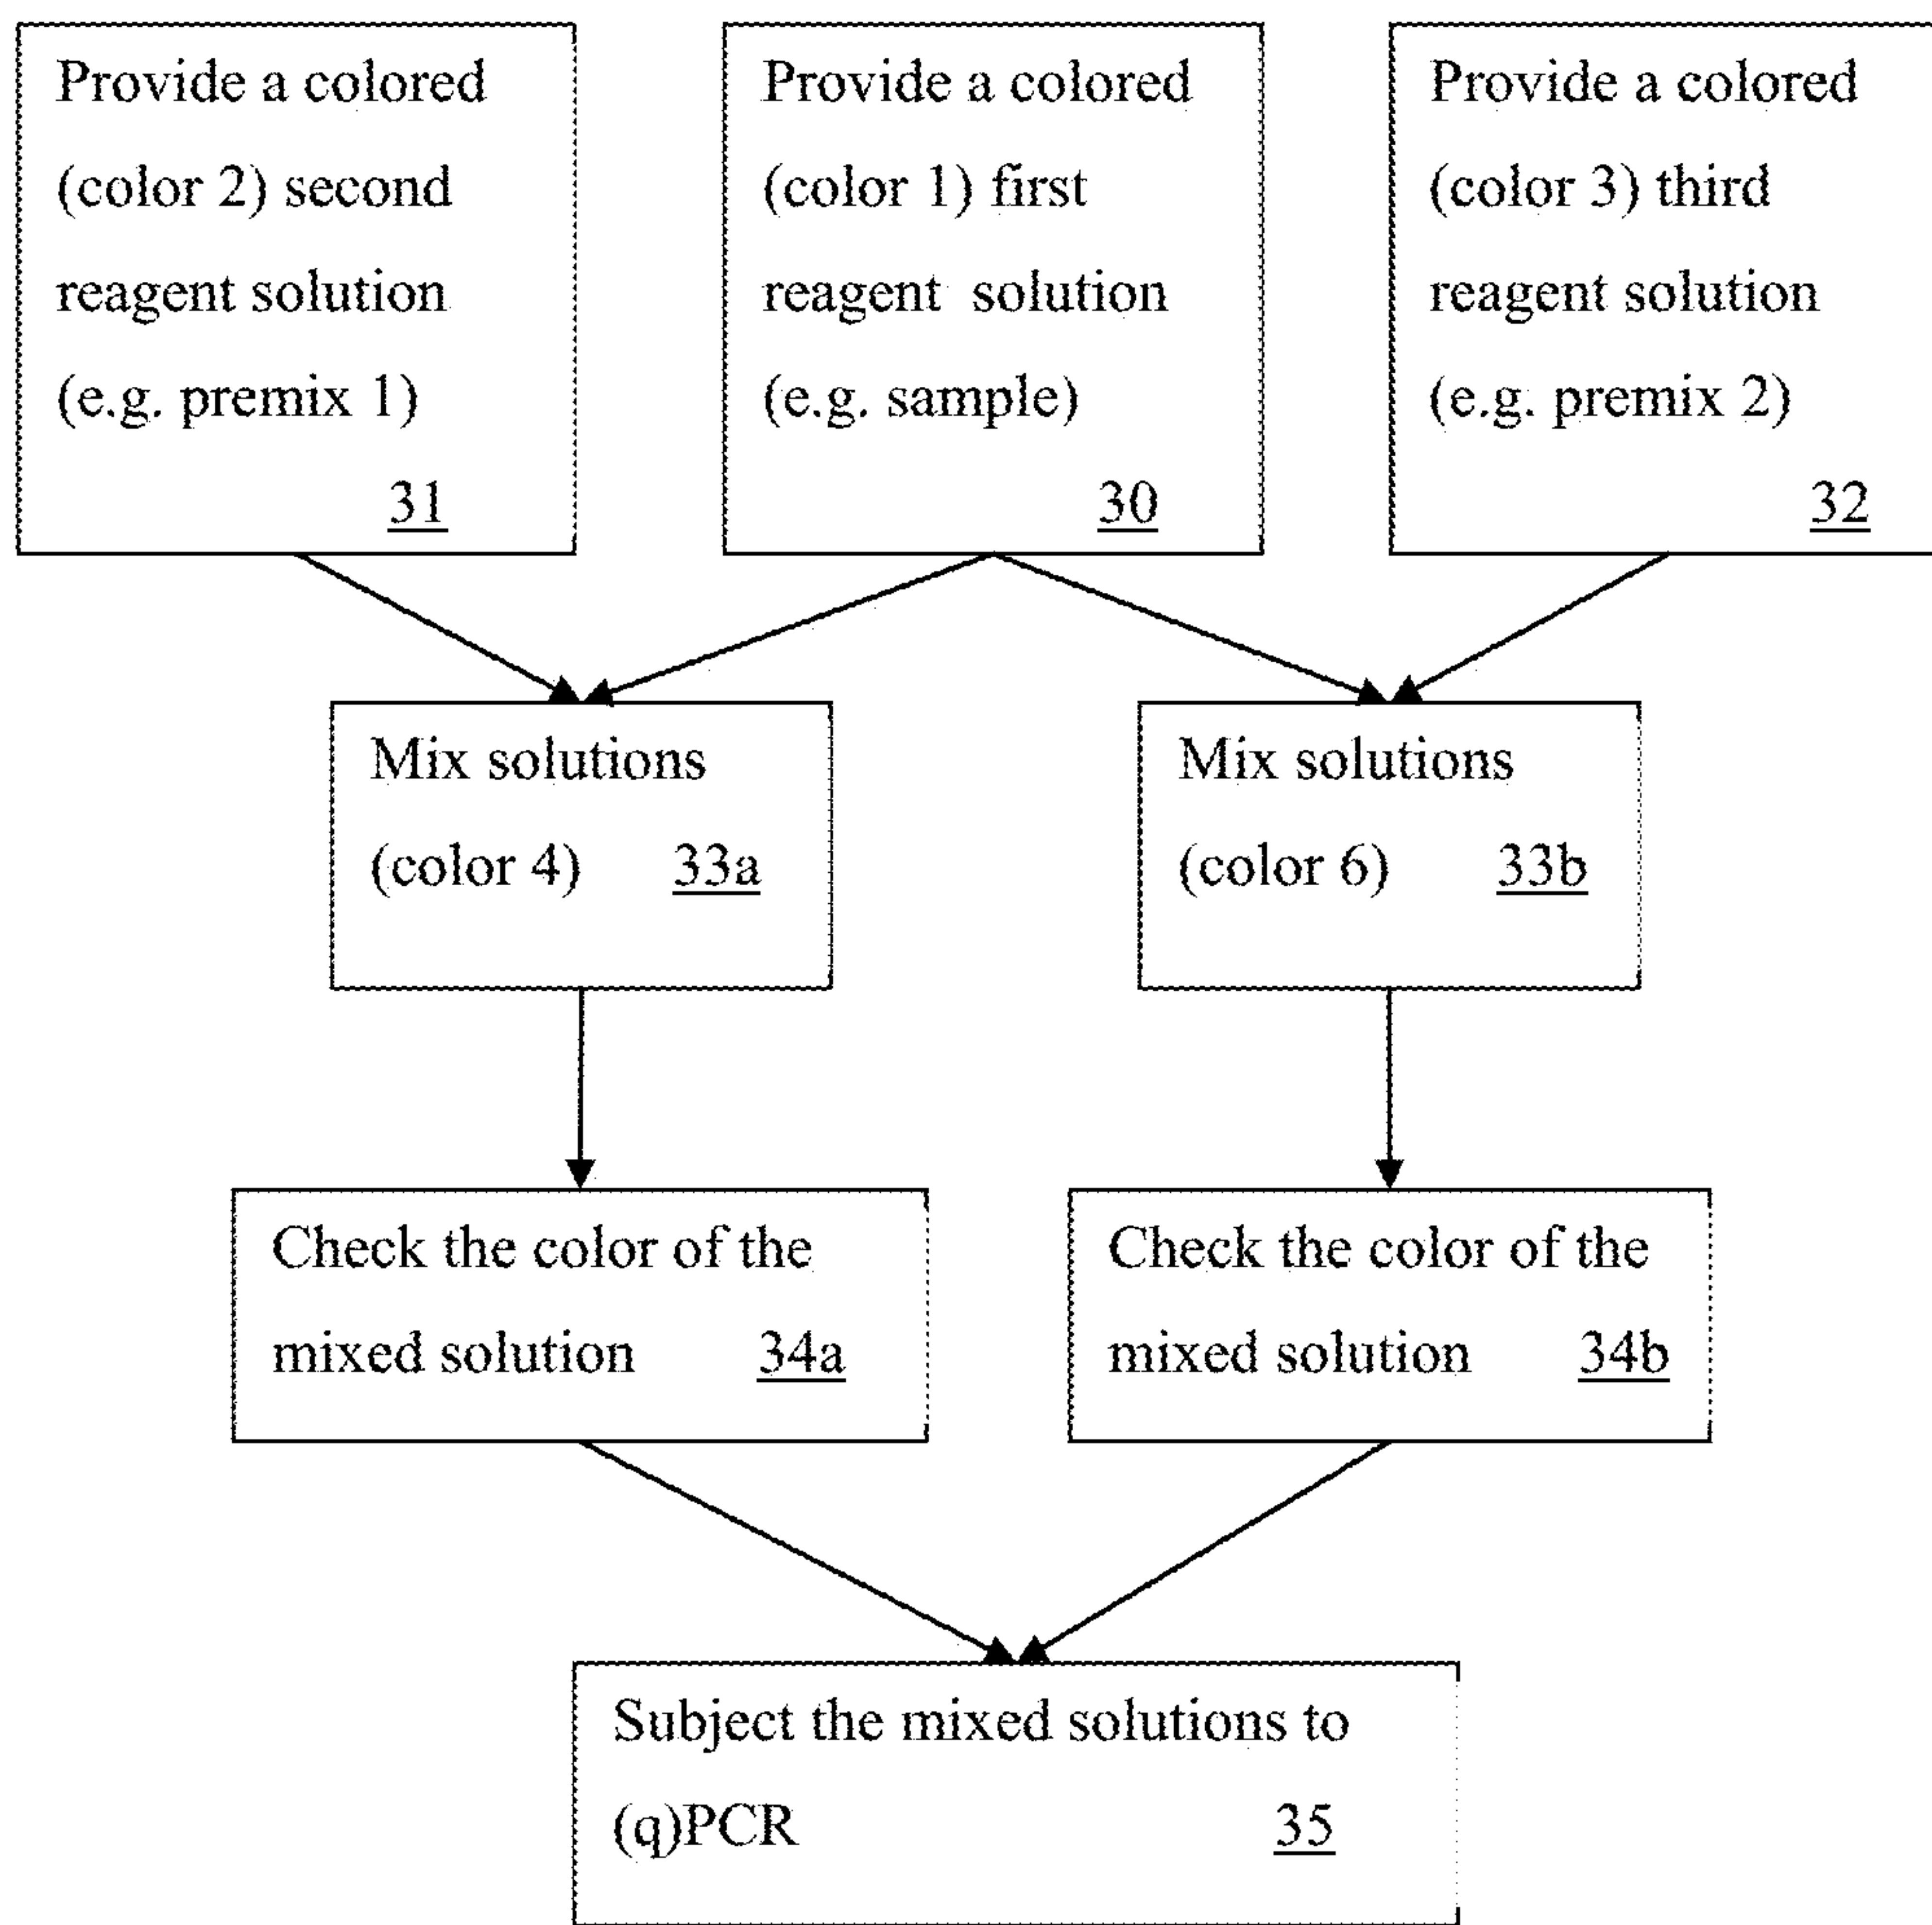 Provide a colored
(color 2) second
reagent solution
(e.g. premix 1)
31
Provide a colored
(color 1) first
reagent solution
(e.g. sample)
30
Provide a colored
(color 3) third
reagent solution
(e.g. premix 2)
32
Mix solutions
(color 4) 33a
Mix solutions
(color 6) 33b
Check the color of the
mixed solution 34a
Check the color of the
mixed solution 34b
Subject the mixed solutions to
(q)PCR 35